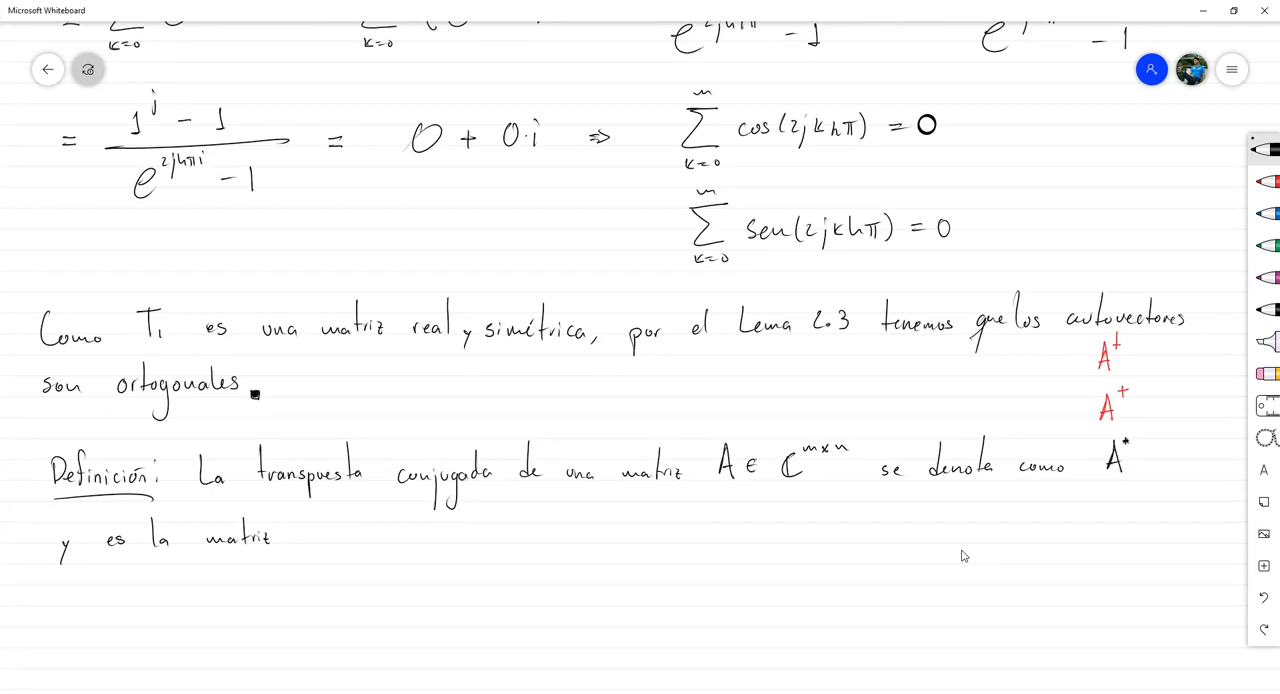 Microsoft Whiteboard
= 1^j - 1 / e^{2jhπi} - 1 = 0 + 0·i ⇒ ∑_{k=0}^{m} cos(2jkhπ) = 0
∑_{k=0}^{m} sen(2jkhπ) = 0
Como T₁ es una matriz real y simétrica, por el Lema 2.3 tenemos que los autovectores
A^+
son ortogonales.
A^+
Definición: La transpuesta conjugada de una matriz A ∈ ℂ^{m×n} se denota como A^*
y es la matriz